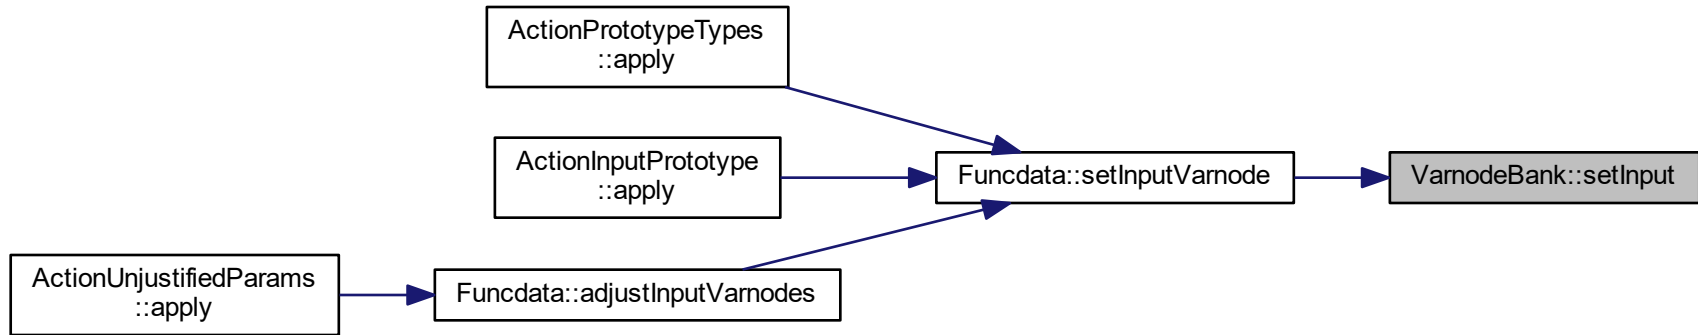 ActionPrototypeTypes
::apply
ActionInputPrototype
::apply
Funcdata::setInputVarnode
VarnodeBank::setInput
ActionUnjustifiedParams
::apply
Funcdata::adjustInputVarnodes